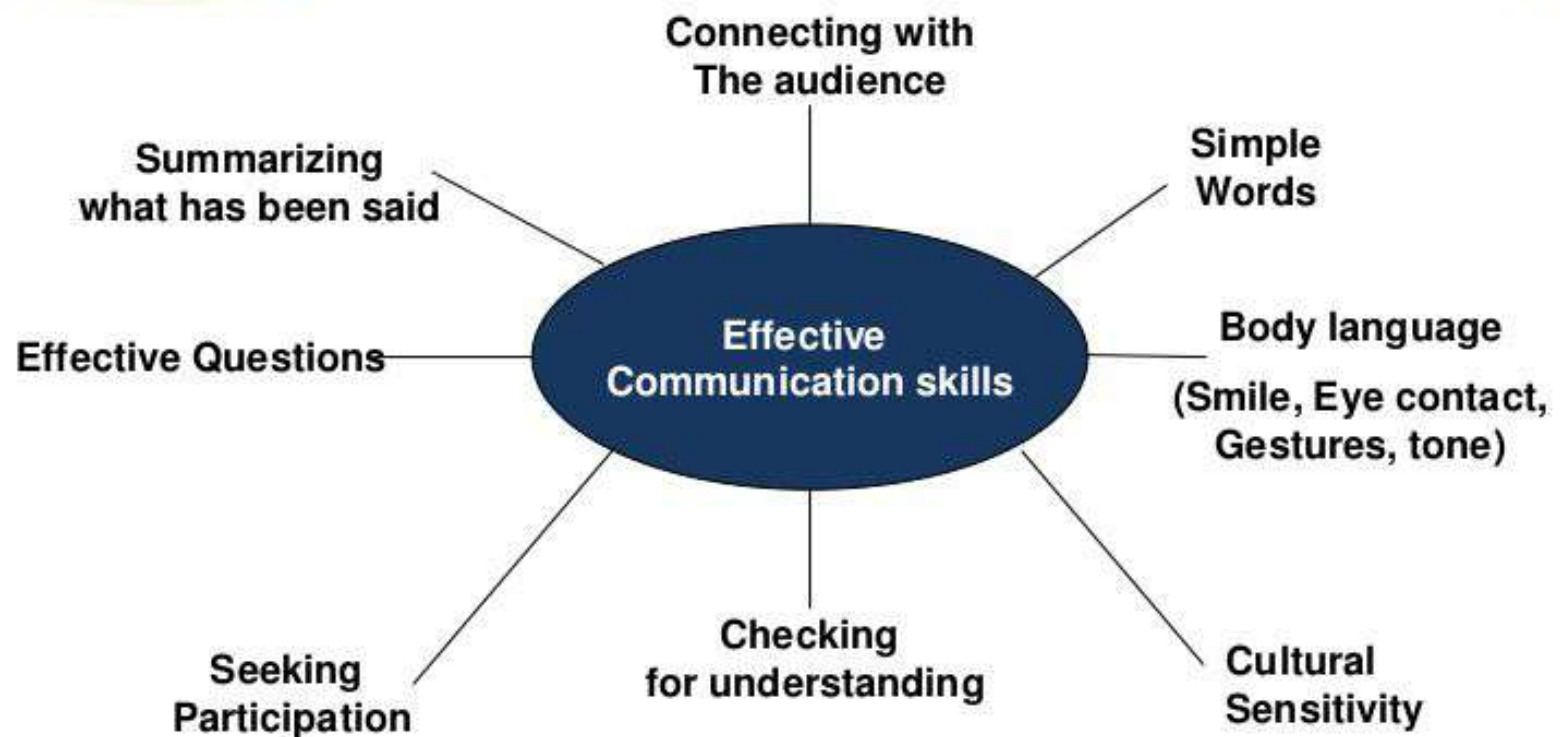 Connecting with
The audience
Simple
Words
Body language
(Smile, Eye contact,
Gestures, tone)
Cultural
Sensitivity
Checking
for understanding
Seeking
Participation
Effective Questions
Summarizing
what has been said
Effective
Communication skills